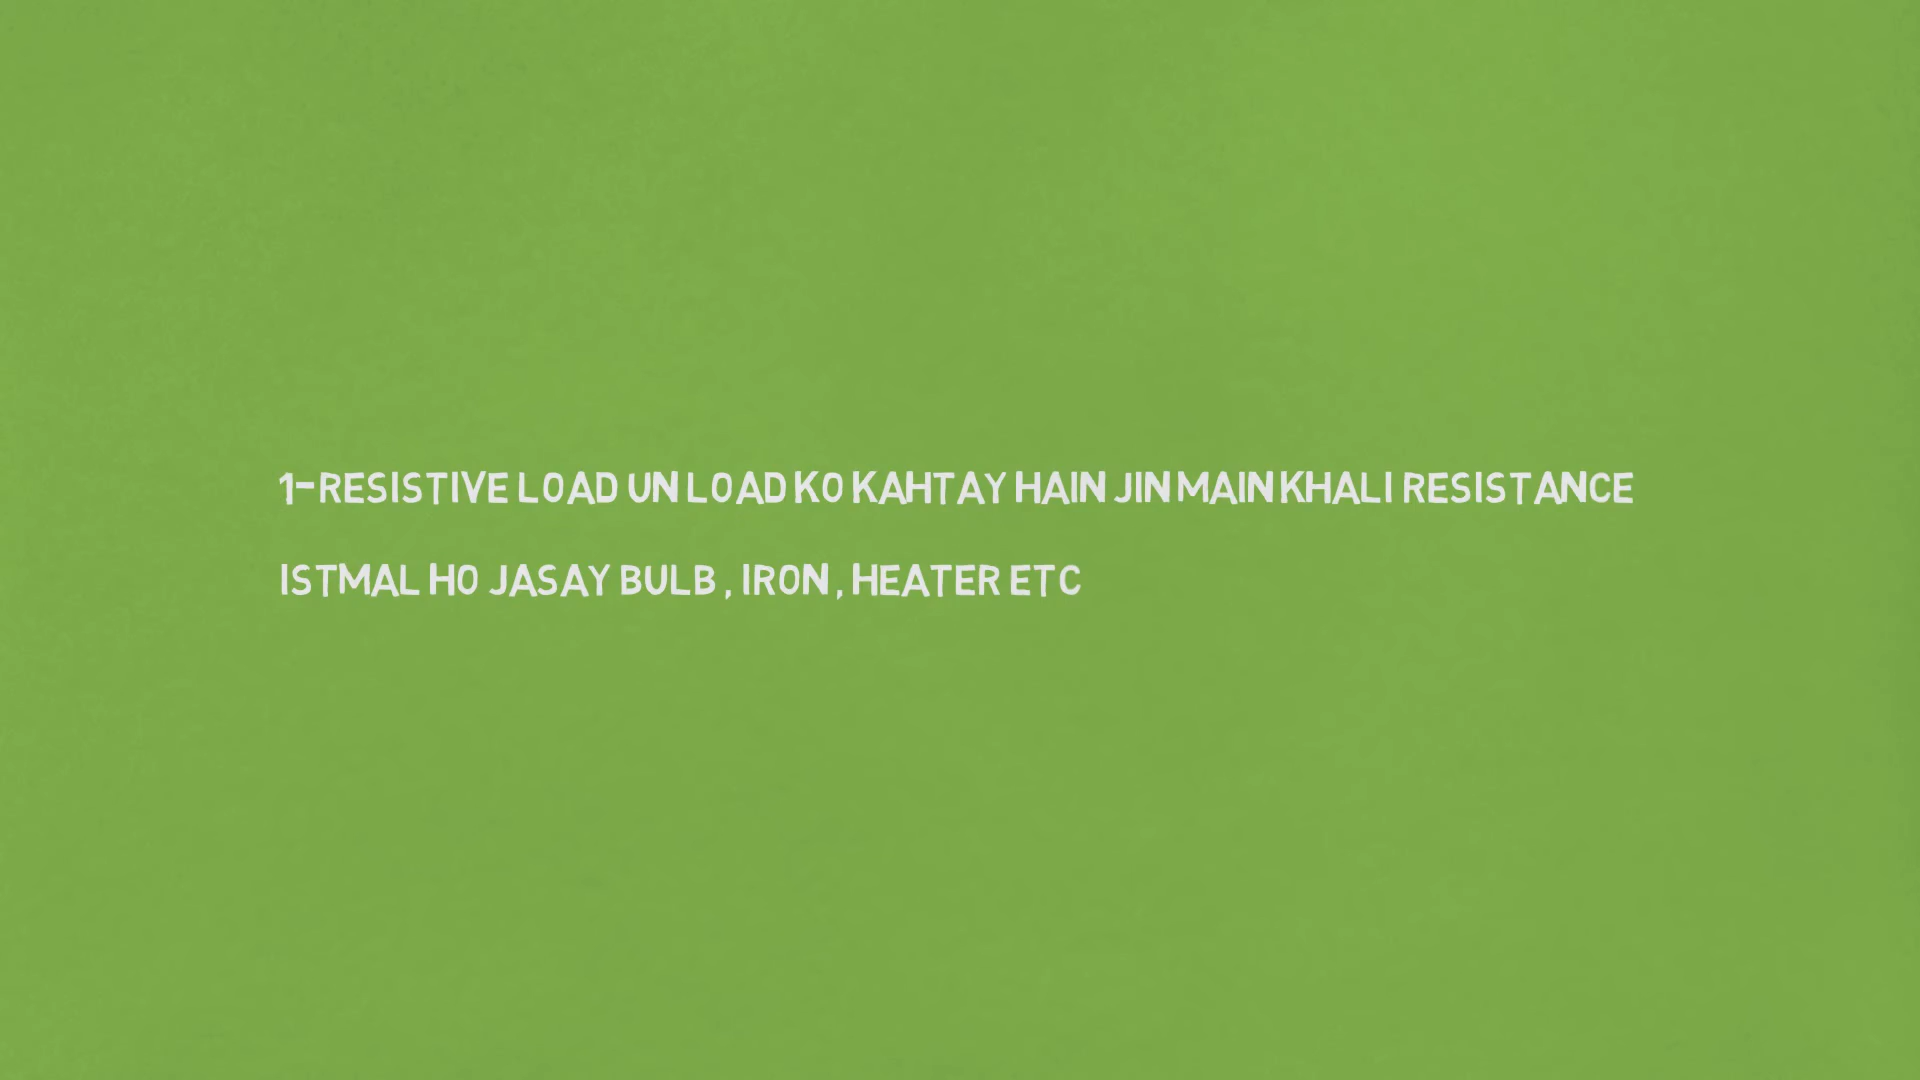 1-RESISTIVE LOAD UN LOAD KO KAHTAY HAIN JIN MAIN KHALI RESISTANCE
ISTMAL HO JASAY BULB , IRON , HEATER ETC